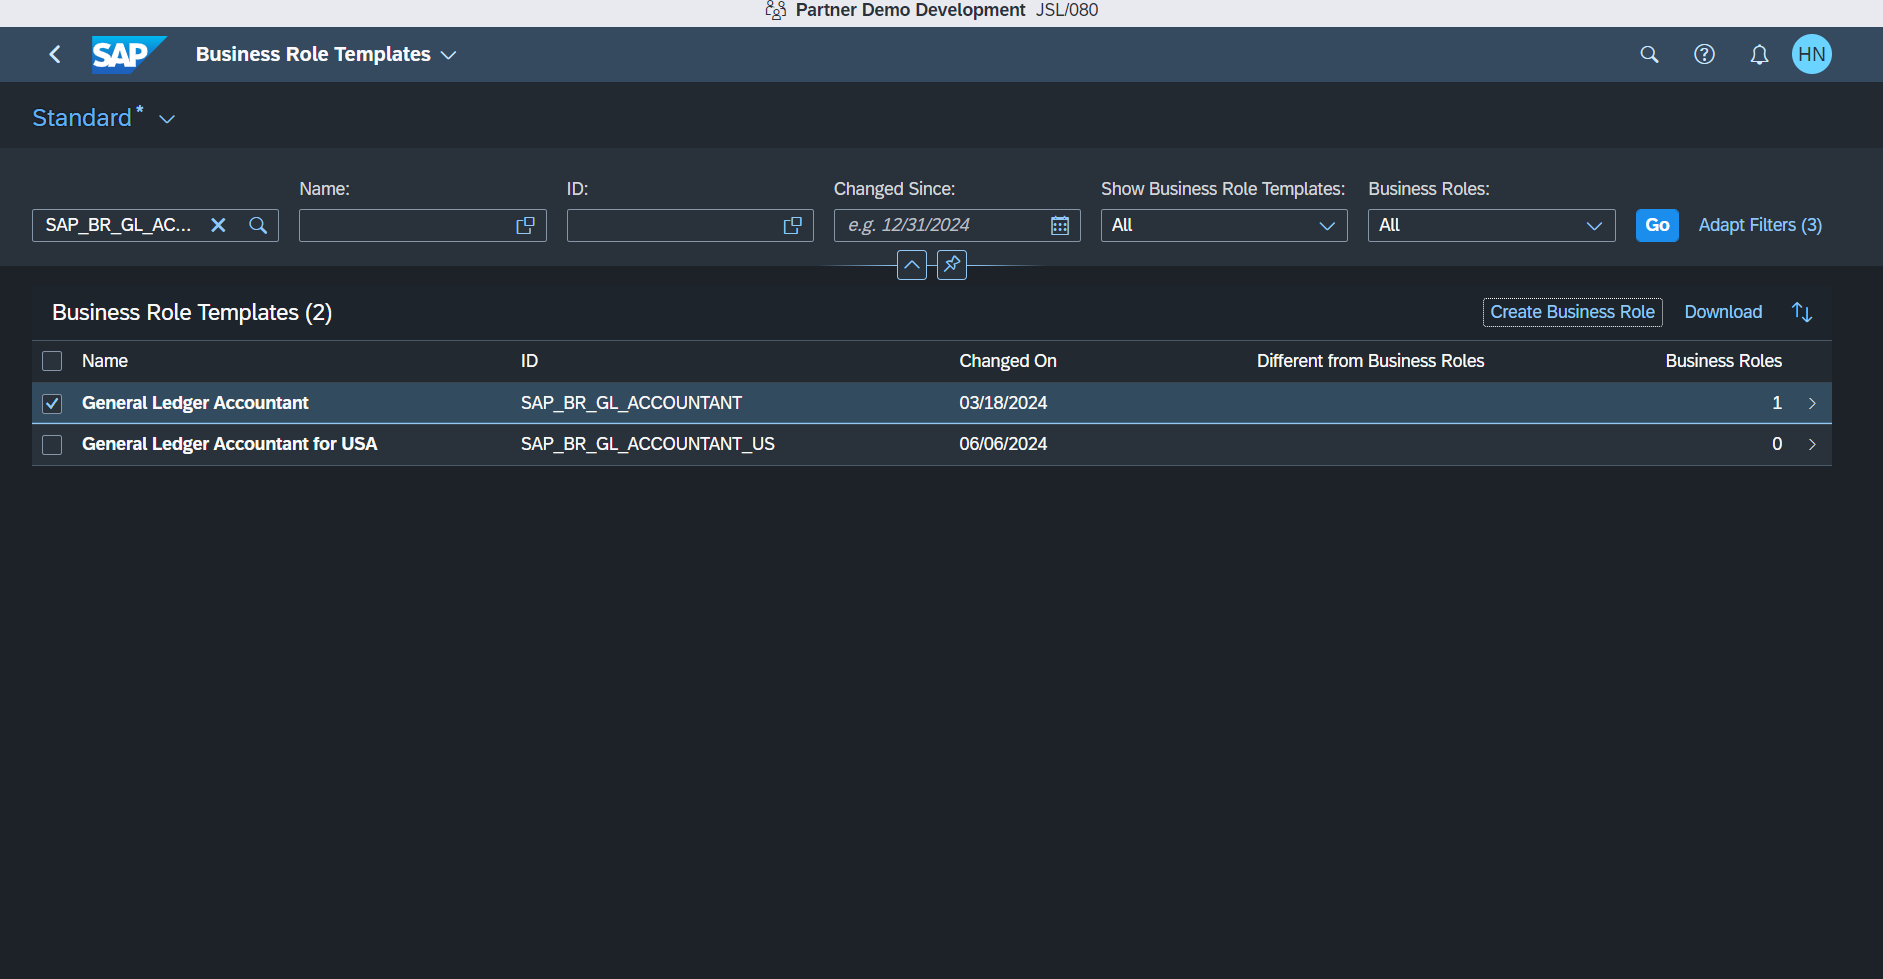 Partner Demo Development JSL/080
SAP Business Role Templates HN
Standard *
Name: ID: Changed Since: Show Business Role Templates: Business Roles:
SAP_BR_GL_AC... e.g. 12/31/2024 All All Go Adapt Filters (3)
Business Role Templates (2) Create Business Role Download
Name ID Changed On Different from Business Roles Business Roles
General Ledger Accountant SAP_BR_GL_ACCOUNTANT 03/18/2024 1
General Ledger Accountant for USA SAP_BR_GL_ACCOUNTANT_US 06/06/2024 0